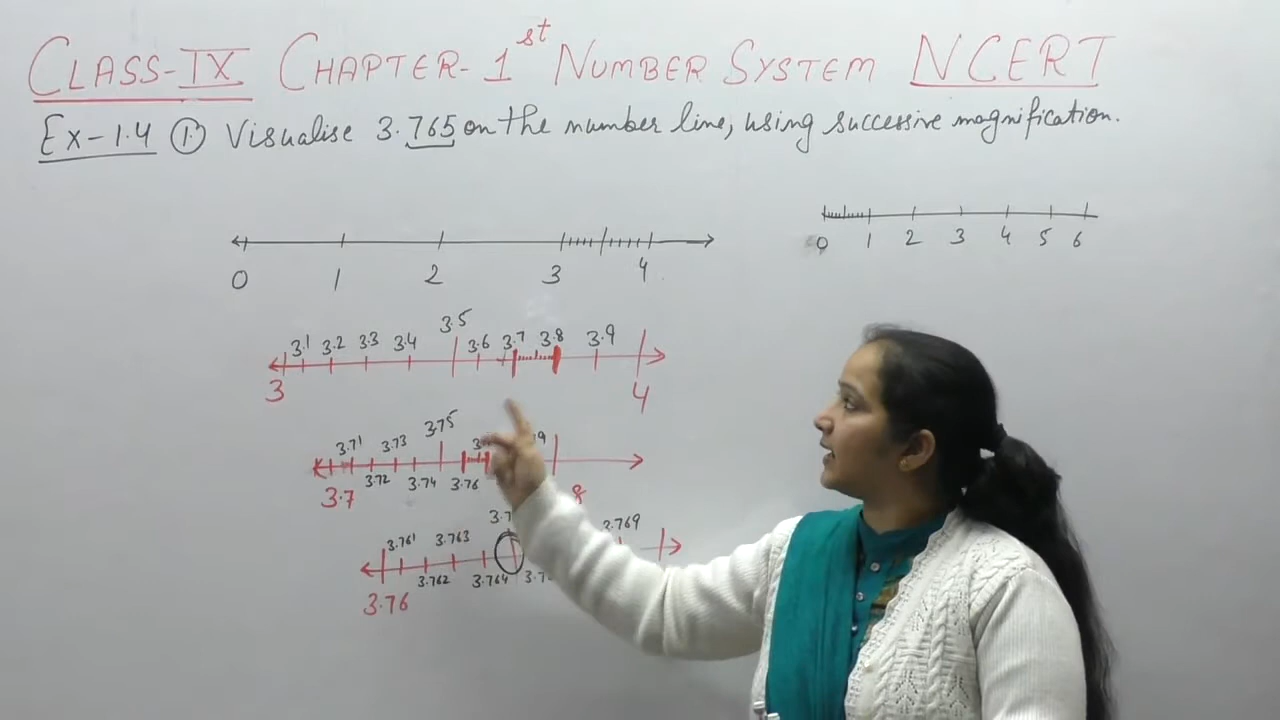 CLASS-IX CHAPTER-1st NUMBER SYSTEM NCERT
Ex-1.4 ① Visualise 3.765 on the number line, using successive magnification.
0 1 2 3 4 5 6
0 1 2 3 4
3.1 3.2 3.3 3.4 3.5 3.6 3.7 3.8 3.9
3 4
3.71 3.73 3.75
3.72 3.74 3.76
3.7 8
3.761 3.763 3.769
3.762 3.764
3.76